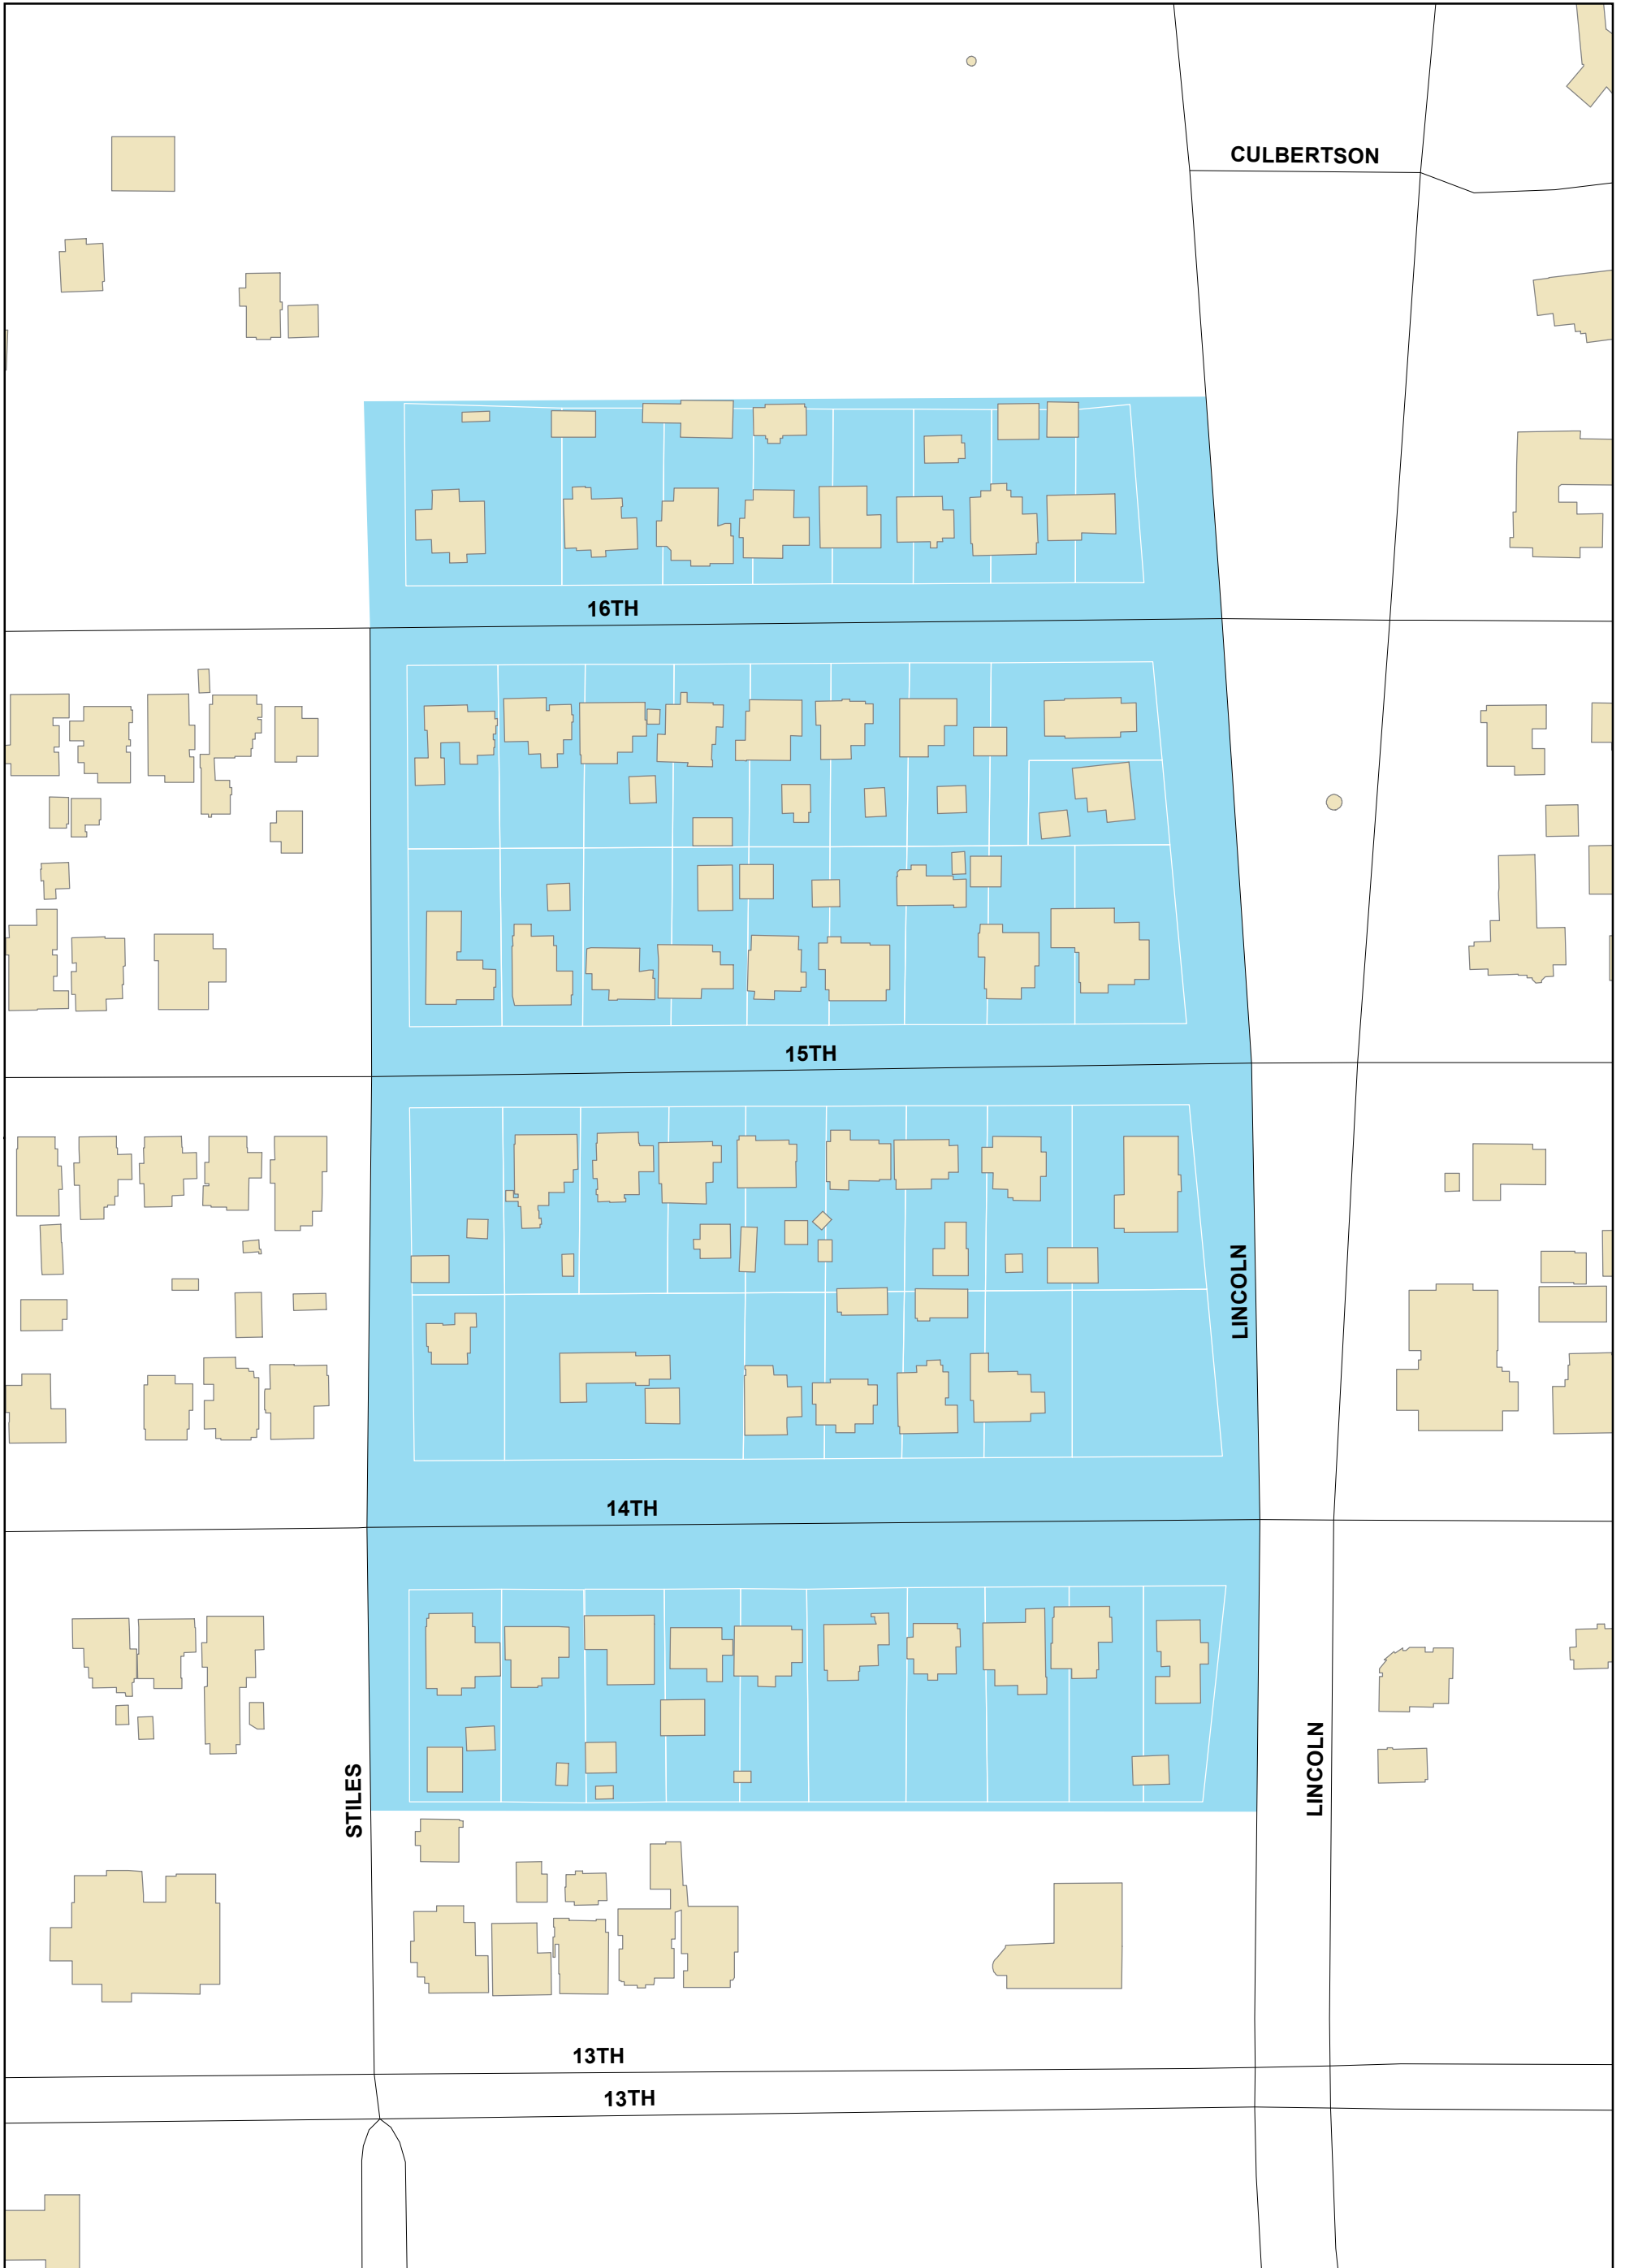 CULBERTSON
16TH
15TH
LINCOLN
14TH
LINCOLN
STILES
13TH
13TH